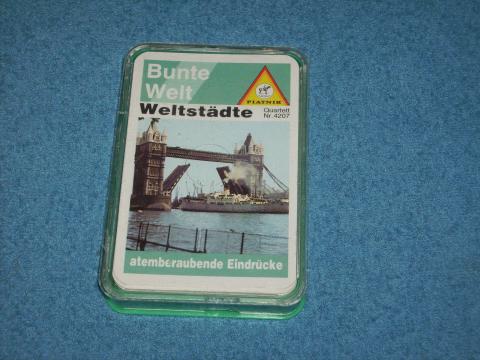 Bunte
Welt
PIATNIK
Weltstädte
Quartett
Nr. 4207
atemberaubende Eindrücke